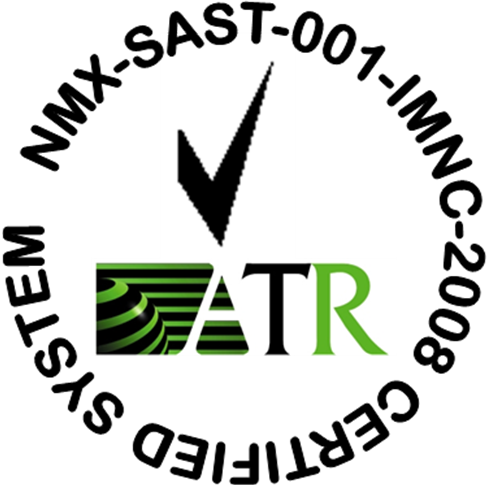 NMX-SAST-001-IMNC-2008 CERTIFIED SYSTEM
ATR